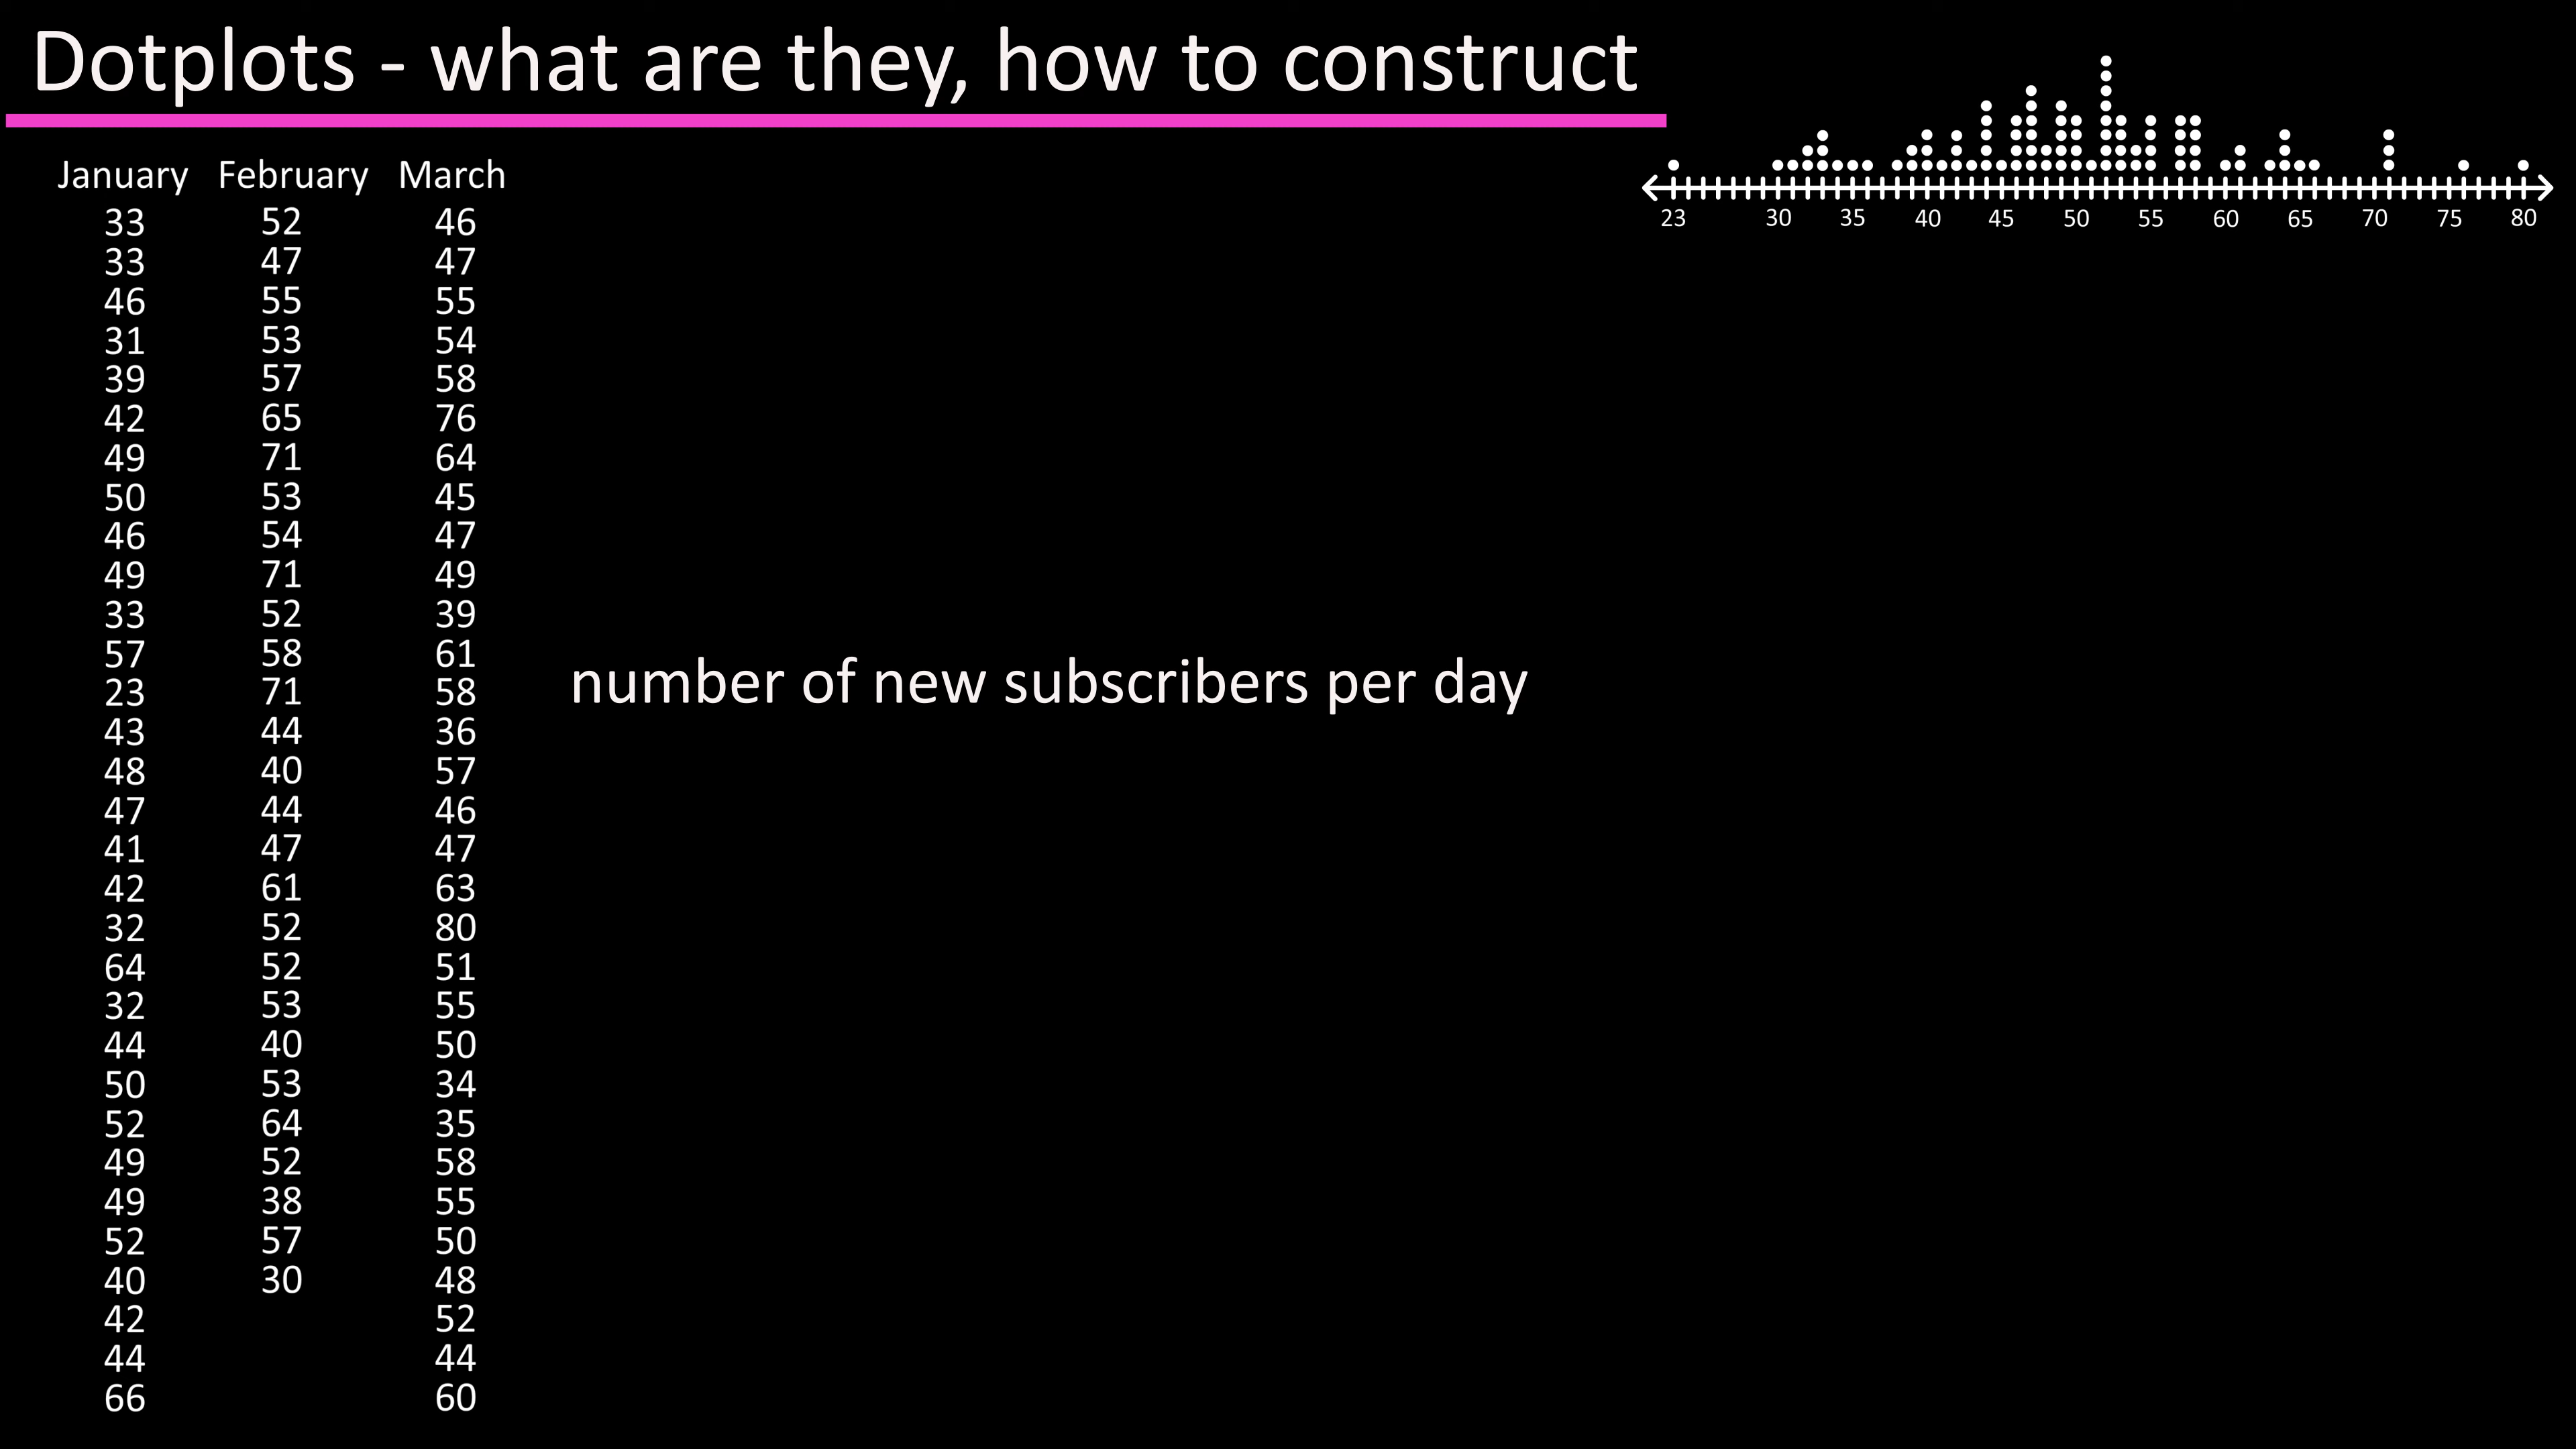 Dotplots - what are they, how to construct
23 30 35 40 45 50 55 60 65 70 75 80
January February March
33 52 46
33 47 47
46 55 55
31 53 54
39 57 58
42 65 76
49 71 64
50 53 45
46 54 47
49 71 49
33 52 39
57 58 61
23 71 58
43 44 36
48 40 57
47 44 46
41 47 47
42 61 63
32 52 80
64 52 51
32 53 55
44 40 50
50 53 34
52 64 35
49 52 58
49 38 55
52 57 50
40 30 48
42 52
44 44
66 60
number of new subscribers per day